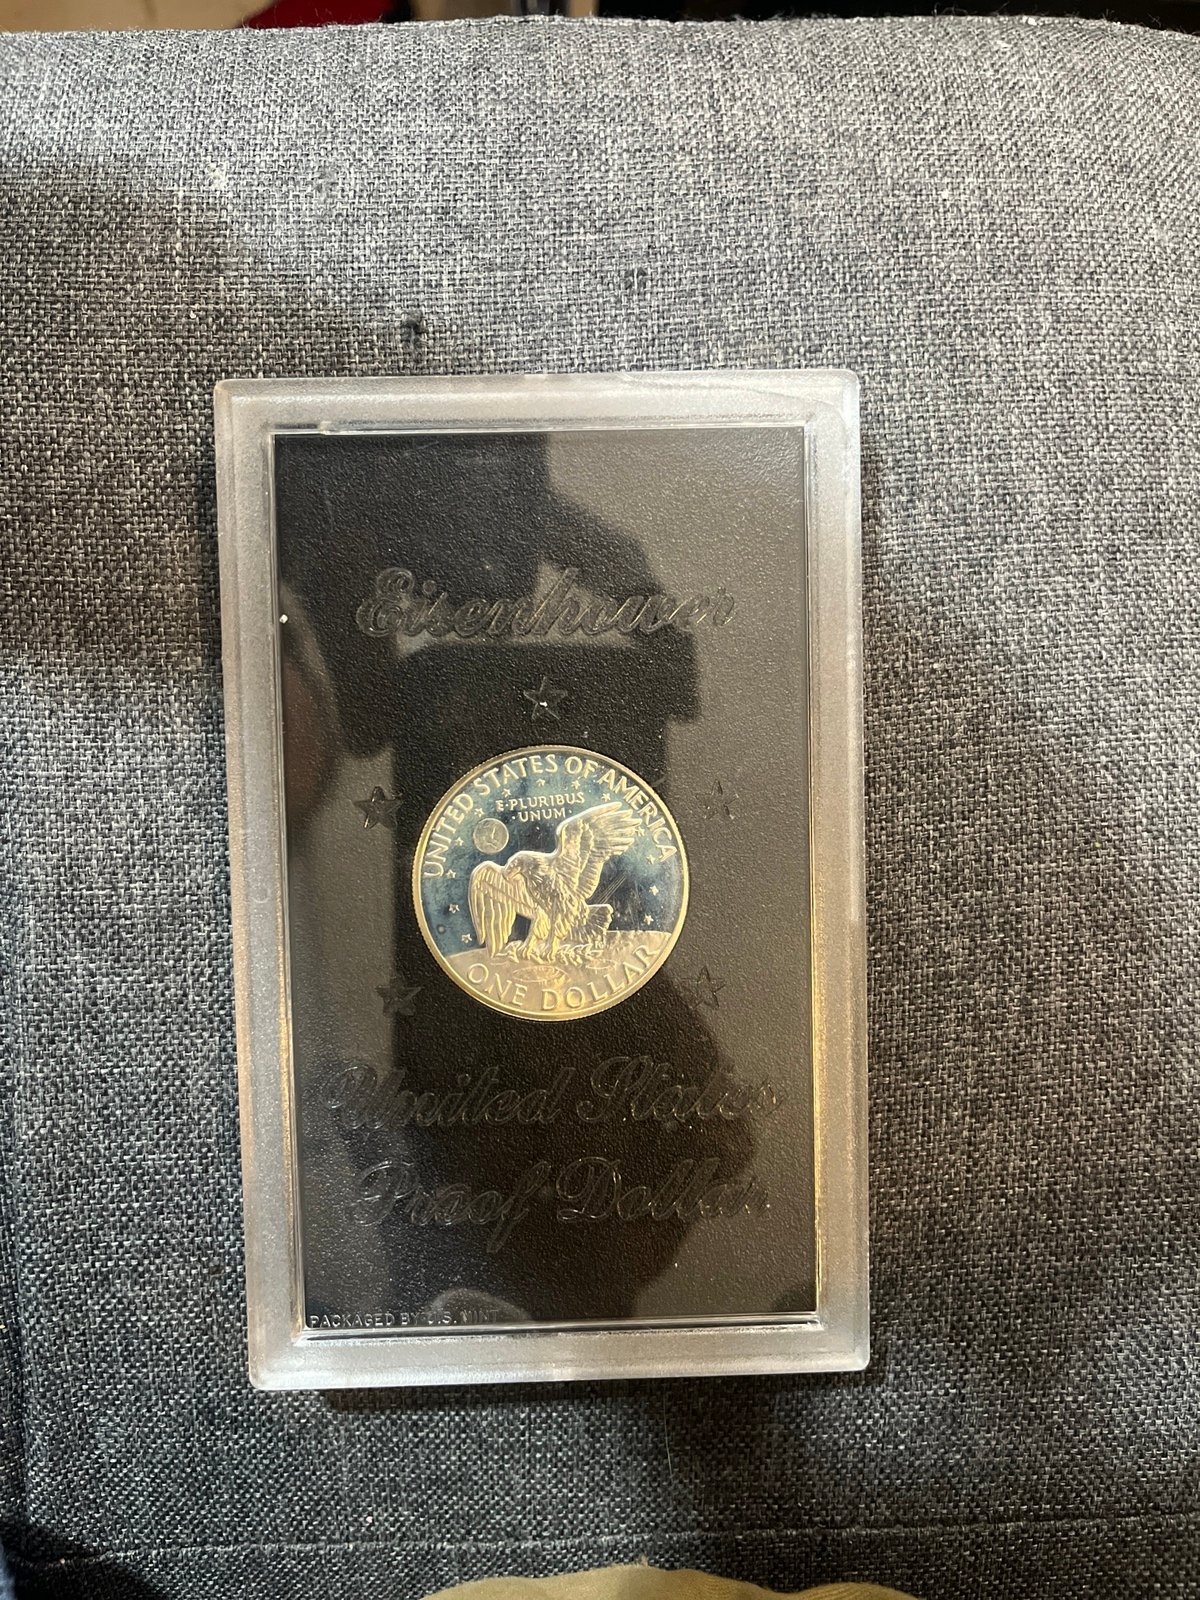 Eisenhower
UNITED STATES OF AMERICA
E·PLURIBUS
·UNUM·
ONE DOLLAR
United States
Proof Dollar
PACKAGED BY U.S. MINT